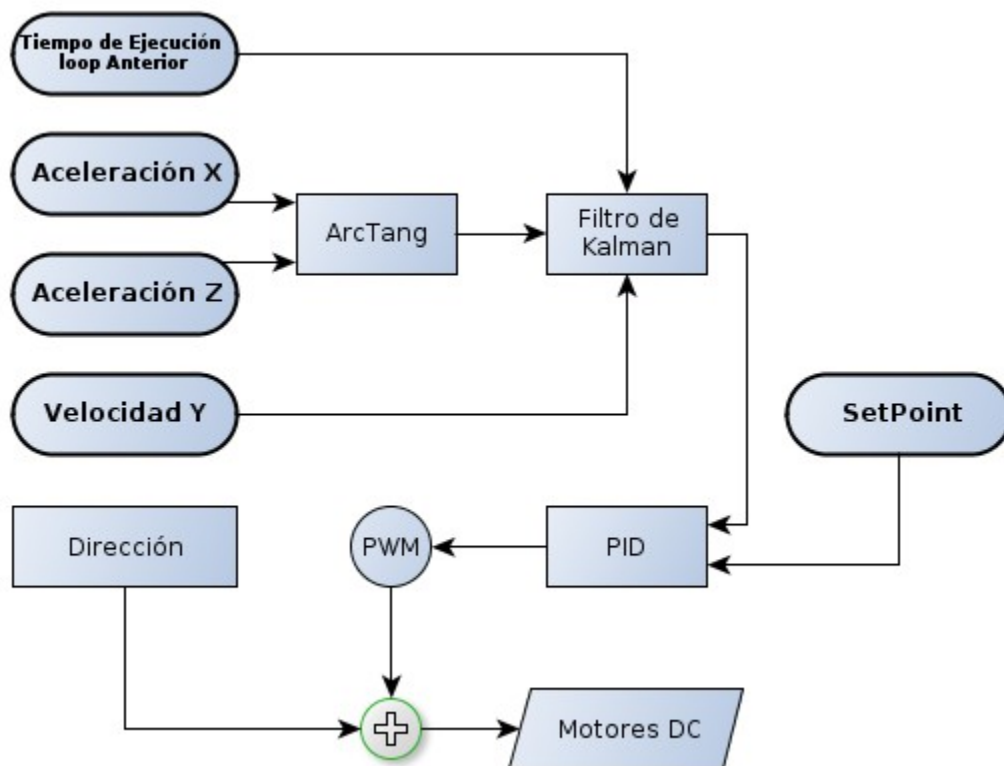 Tiempo de Ejecución
loop Anterior
Aceleración X
ArcTang
Filtro de
Kalman
Aceleración Z
Velocidad Y
SetPoint
Dirección
PWM
PID
Motores DC